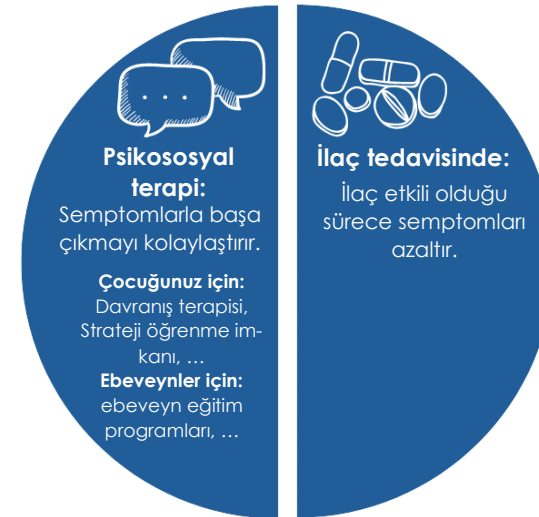 Psikososyal
terapi:
Semptomlarla başa
çıkmayı kolaylaştırır.
Çocuğunuz için:
Davranış terapisi,
Strateji öğrenme im-
kanı, …
Ebeveynler için:
ebeveyn eğitim
programları, …
İlaç tedavisinde:
İlaç etkili olduğu
sürece semptomları
azaltır.